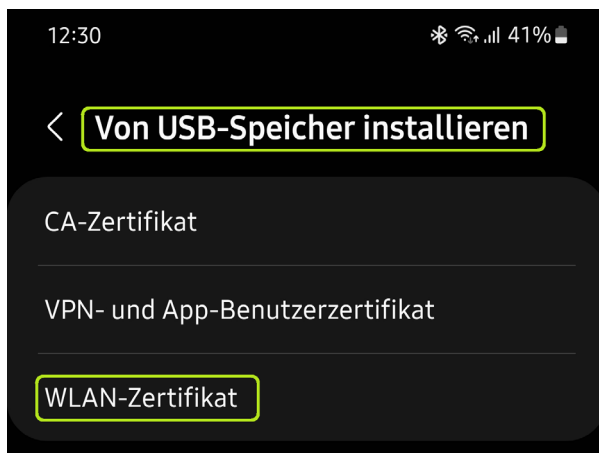 12:30 41%
Von USB-Speicher installieren
CA-Zertifikat
VPN- und App-Benutzerzertifikat
WLAN-Zertifikat